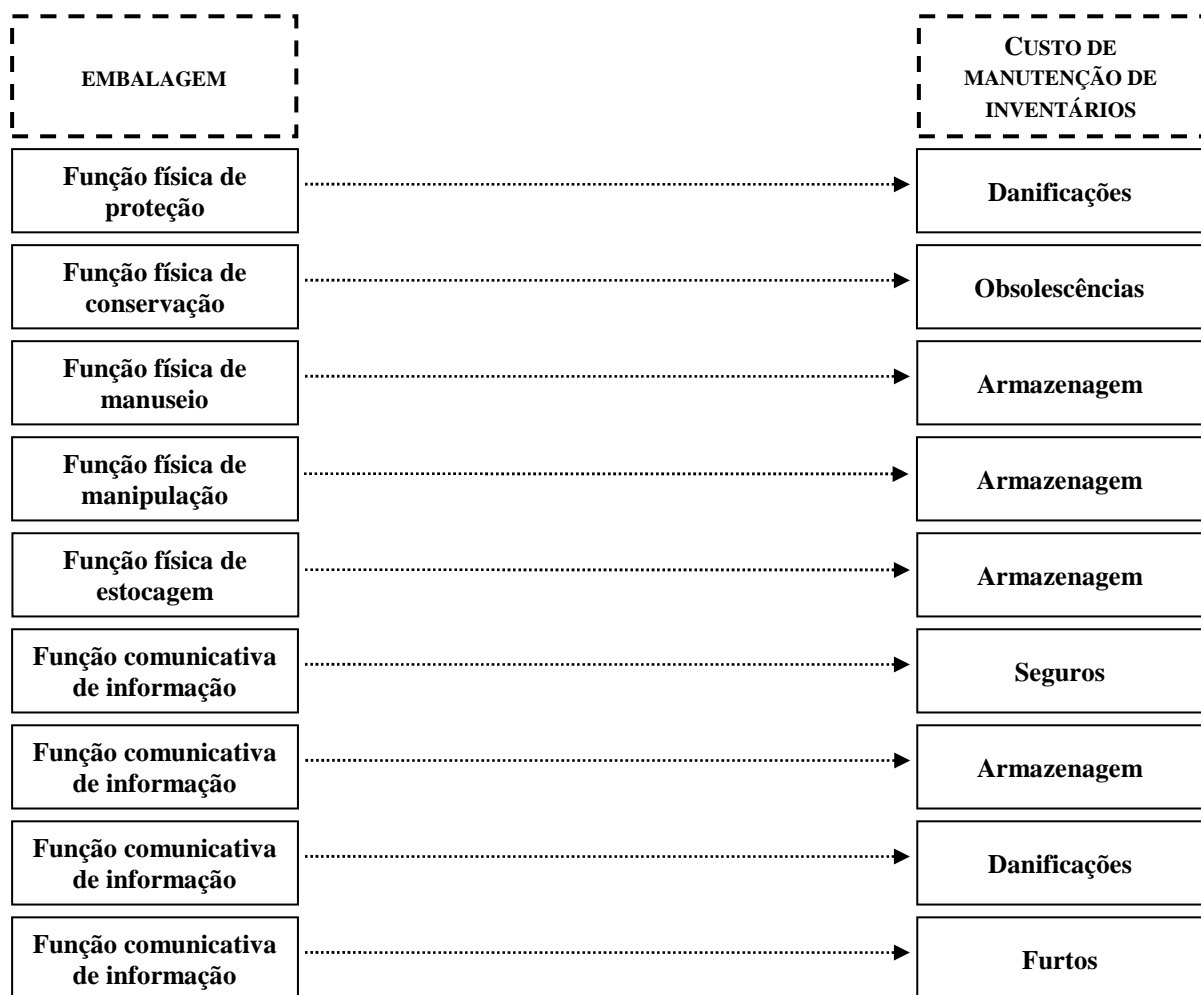 EMBALAGEM
CUSTO DE
MANUTENÇÃO DE
INVENTÁRIOS
Função física de
proteção
Danificações
Função física de
conservação
Obsolescências
Função física de
manuseio
Armazenagem
Função física de
manipulação
Armazenagem
Função física de
estocagem
Armazenagem
Função comunicativa
de informação
Seguros
Função comunicativa
de informação
Armazenagem
Função comunicativa
de informação
Danificações
Função comunicativa
de informação
Furtos